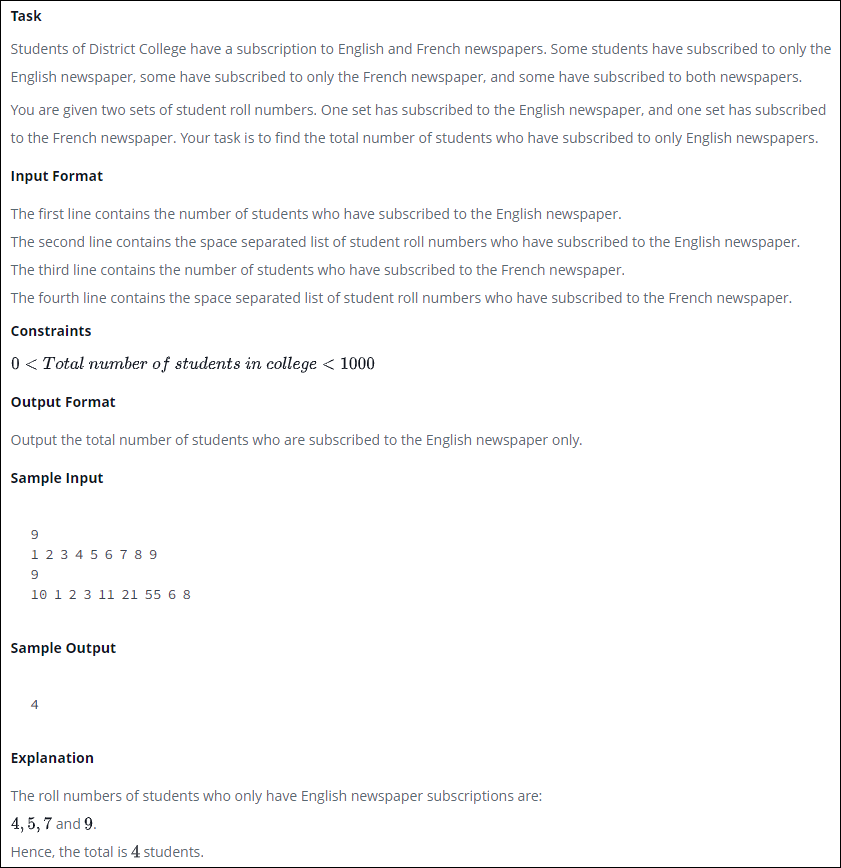 Task
Students of District College have a subscription to English and French newspapers. Some students have subscribed to only the
English newspaper, some have subscribed to only the French newspaper, and some have subscribed to both newspapers.
You are given two sets of student roll numbers. One set has subscribed to the English newspaper, and one set has subscribed
to the French newspaper. Your task is to find the total number of students who have subscribed to only English newspapers.
Input Format
The first line contains the number of students who have subscribed to the English newspaper.
The second line contains the space separated list of student roll numbers who have subscribed to the English newspaper.
The third line contains the number of students who have subscribed to the French newspaper.
The fourth line contains the space separated list of student roll numbers who have subscribed to the French newspaper.
Constraints
0 < Total number of students in college < 1000
Output Format
Output the total number of students who are subscribed to the English newspaper only.
Sample Input
9
1 2 3 4 5 6 7 8 9
9
10 1 2 3 11 21 55 6 8
Sample Output
4
Explanation
The roll numbers of students who only have English newspaper subscriptions are:
4, 5, 7 and 9.
Hence, the total is 4 students.